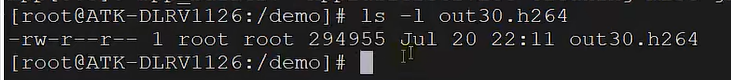 [root@ATK-DLRV1126:/demo]# ls -l out30.h264
-rw-r--r-- 1 root root 294955 Jul 20 22:11 out30.h264
[root@ATK-DLRV1126:/demo]#